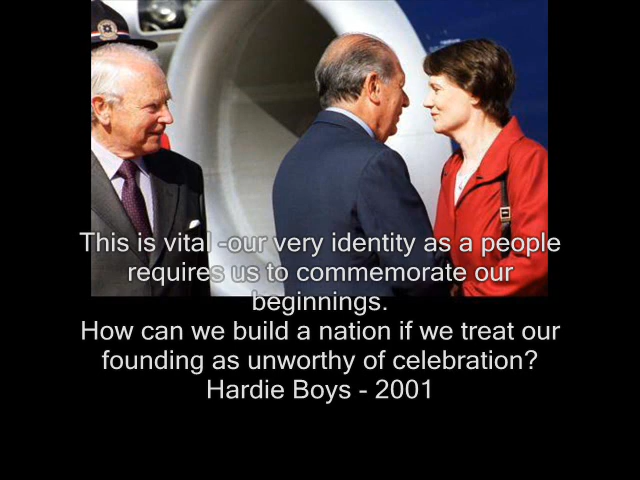 This is vital -our very identity as a people
requires us to commemorate our
beginnings.
How can we build a nation if we treat our
founding as unworthy of celebration?
Hardie Boys - 2001